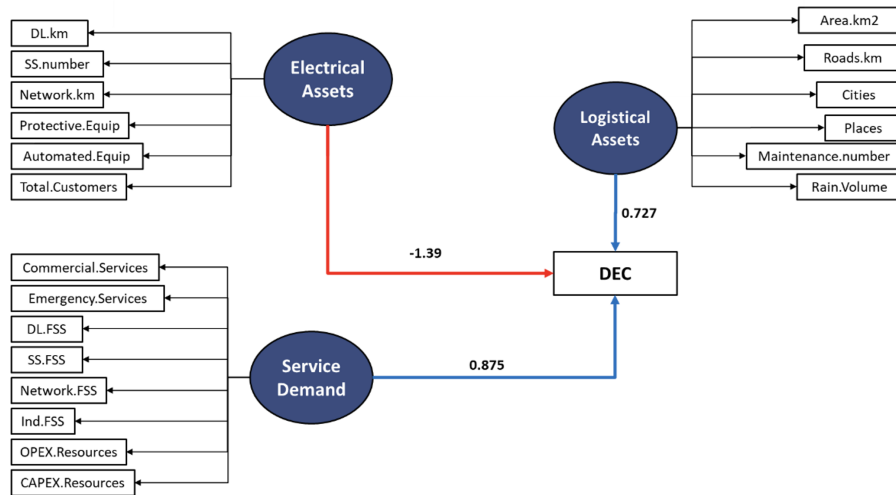 DL.km
SS.number
Network.km
Protective.Equip
Automated.Equip
Total.Customers
Electrical
Assets
Logistical
Assets
Area.km2
Roads.km
Cities
Places
Maintenance.number
Rain.Volume
0.727
-1.39
DEC
Commercial.Services
Emergency.Services
DL.FSS
SS.FSS
Network.FSS
Ind.FSS
OPEX.Resources
CAPEX.Resources
Service
Demand
0.875